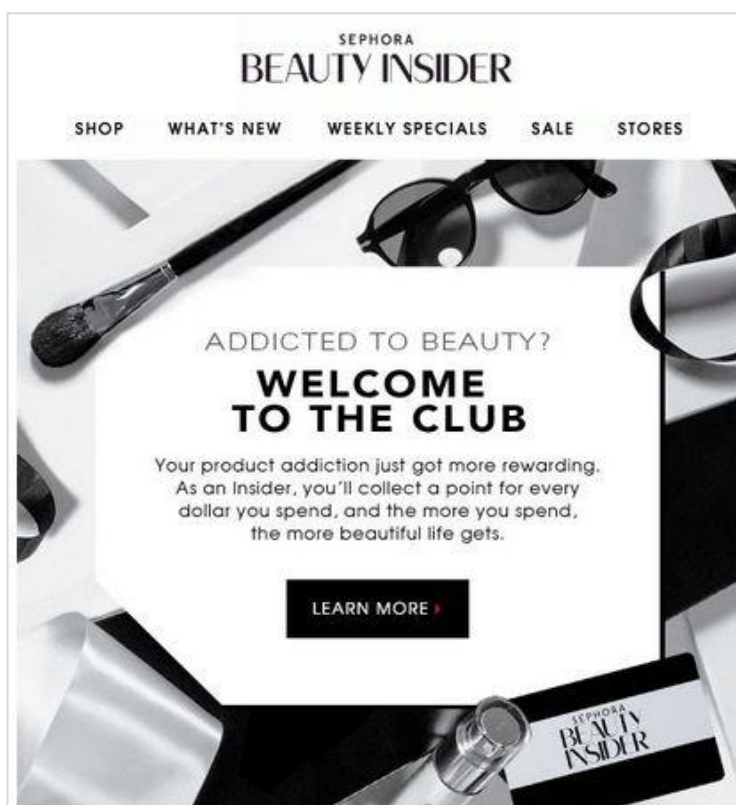 SEPHORA
BEAUTY INSIDER
SHOP WHAT'S NEW WEEKLY SPECIALS SALE STORES
ADDICTED TO BEAUTY?
WELCOME
TO THE CLUB
Your product addiction just got more rewarding.
As an Insider, you'll collect a point for every
dollar you spend, and the more you spend,
the more beautiful life gets.
LEARN MORE
SEPHORA
BEAUTY
INSIDER